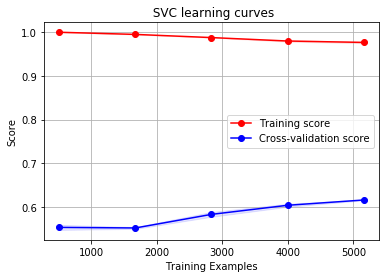 SVC learning curves
1.0
0.9
0.8
0.7
0.6
Score
Training score
Cross-validation score
1000 2000 3000 4000 5000
Training Examples